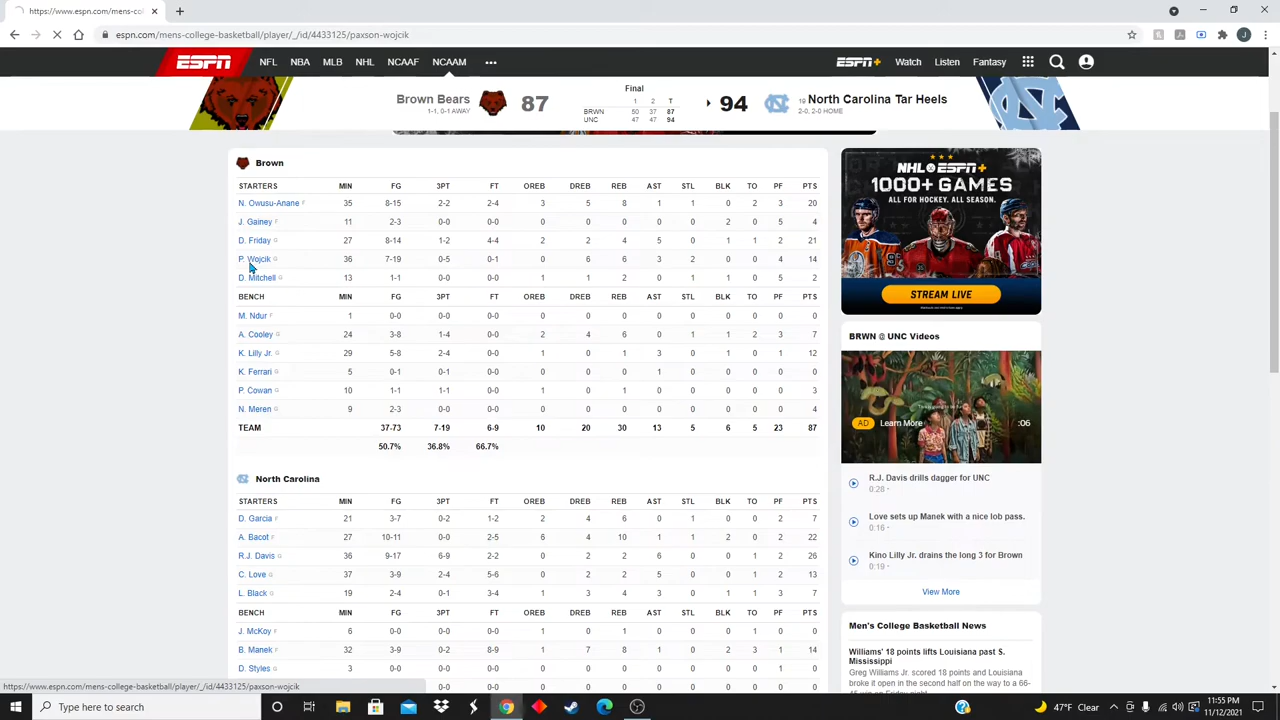 https://www.espn.com/mens-col
espn.com/mens-college-basketball/player/_/id/4433125/paxson-wojcik
J
ESPN NFL NBA MLB NHL NCAAF NCAAM ESPN+ Watch Listen Fantasy
Brown Bears 87
1-1, 0-1 AWAY
Final
1 2 T
BRWN 50 37 87
UNC 47 47 94
94 19 North Carolina Tar Heels
2-0, 2-0 HOME
Brown
STARTERS MIN FG 3PT FT OREB DREB REB AST STL BLK TO PF PTS
N. Owusu-Anane F 35 8-15 2-2 2-4 3 5 8 1 1 0 2 3 20
J. Gainey F 11 2-3 0-0 0-0 0 0 0 0 0 2 0 5 4
D. Friday G 27 8-14 1-2 4-4 2 2 4 5 0 1 1 2 21
P. Wojcik G 36 7-19 0-5 0-1 0 6 6 3 2 0 0 4 14
D. Mitchell G 13 1-1 0-0 0-0 1 1 2 0 1 1 0 5 2
BENCH MIN FG 3PT FT OREB DREB REB AST STL BLK TO PF PTS
M. Ndur F 1 0-0 0-0 0-0 0 0 0 0 0 0 0 0 0
A. Cooley G 24 3-8 1-4 0-0 2 4 6 0 1 1 2 3 7
K. Lilly Jr. G 29 5-8 2-4 0-0 1 0 1 3 0 1 0 1 12
K. Ferrari G 5 0-1 0-1 0-0 0 0 0 1 0 0 0 0 0
P. Cowan G 10 1-1 1-1 0-0 1 0 1 0 0 0 0 0 3
N. Meren G 9 2-3 0-0 0-0 0 0 0 0 0 0 0 0 4
TEAM 37-73 7-19 6-9 10 20 30 13 5 6 5 23 87
50.7% 36.8% 66.7%
North Carolina
STARTERS MIN FG 3PT FT OREB DREB REB AST STL BLK TO PF PTS
D. Garcia F 21 3-7 0-2 1-2 2 4 6 0 1 0 0 2 7
A. Bacot F 27 10-11 0-0 2-5 6 4 10 1 1 2 0 2 22
R.J. Davis G 36 9-17 6-9 2-2 0 2 2 6 0 0 1 2 26
C. Love G 37 3-9 2-4 5-6 0 2 2 5 0 0 1 2 13
L. Black G 19 2-4 0-1 3-4 1 3 4 3 0 1 1 3 7
BENCH MIN FG 3PT FT OREB DREB REB AST STL BLK TO PF PTS
J. McKoy F 6 0-0 0-0 0-0 1 0 1 0 0 0 1 0 0
B. Manek F 32 3-9 0-2 8-9 1 7 8 1 0 2 3 1 14
D. Styles G 3 0-0 0-0 0-0 0 0 0 0 0 0 0 1 0
NHL on ESPN+
1000+ GAMES
ALL FOR HOCKEY. ALL SEASON.
STREAM LIVE
BRWN @ UNC Videos
AD Learn More :06
R.J. Davis drills dagger for UNC
0:28 -
Love sets up Manek with a nice lob pass.
0:16 -
Kino Lilly Jr. drains the long 3 for Brown
0:19 -
View More
Men's College Basketball News
Williams' 18 points lifts Louisiana past S. Mississippi
Greg Williams Jr. scored 18 points and Louisiana broke it open in the second half on the way to a 66-
https://www.espn.com/mens-college-basketball/player/_/id/4433125/paxson-wojcik
Type here to search
47°F Clear
11:55 PM
11/12/2021